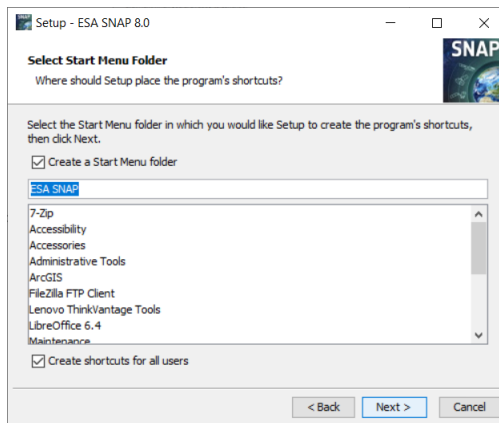 Setup - ESA SNAP 8.0
Select Start Menu Folder
Where should Setup place the program's shortcuts?
SNAP
Select the Start Menu folder in which you would like Setup to create the program's shortcuts,
then click Next.
Create a Start Menu folder
ESA SNAP
7-Zip
Accessibility
Accessories
Administrative Tools
ArcGIS
FileZilla FTP Client
Lenovo ThinkVantage Tools
LibreOffice 6.4
Maintenance
Create shortcuts for all users
< Back Next > Cancel